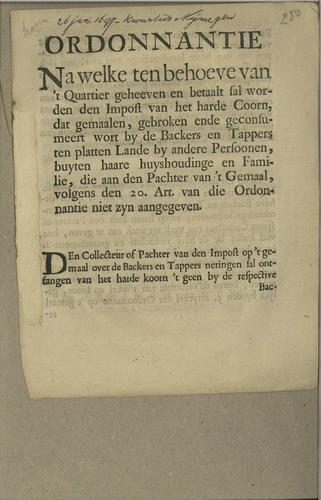 26 jan. 1697. Kwartier Nijmegen
250
ORDONNANTIE
Na welke ten behoeve van
't Quartier geheeven en betaalt sal wor-
den den Impost van het harde Coorn,
dat gemaalen, gebroken ende geconsu-
meert wort by de Backers en Tappers
ten platten Lande by andere Persoonen,
buyten haare huyshoudinge en Fami-
lie, die aan den Pachter van 't Gemaal,
volgens den 20. Art. van die Ordon-
nantie niet zyn aangegeven.
DEn Collecteur of Pachter van den Impost op 't ge-
maal over de Backers en Tappers neringen sal ont-
fangen van het harde koorn 't geen by de respective
Bac-